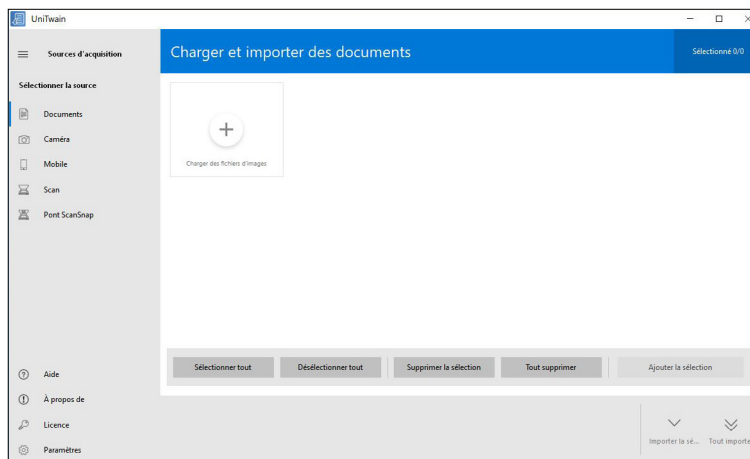 UniTwain
Sources d'acquisition
Charger et importer des documents
Sélectionné 0/0
Sélectionner la source
Documents
Caméra
Mobile
Scan
Pont ScanSnap
Charger des fichiers d'images
Sélectionner tout
Désélectionner tout
Supprimer la sélection
Tout supprimer
Ajouter la sélection
Aide
À propos de
Licence
Paramètres
Importer la sé...
Tout importe